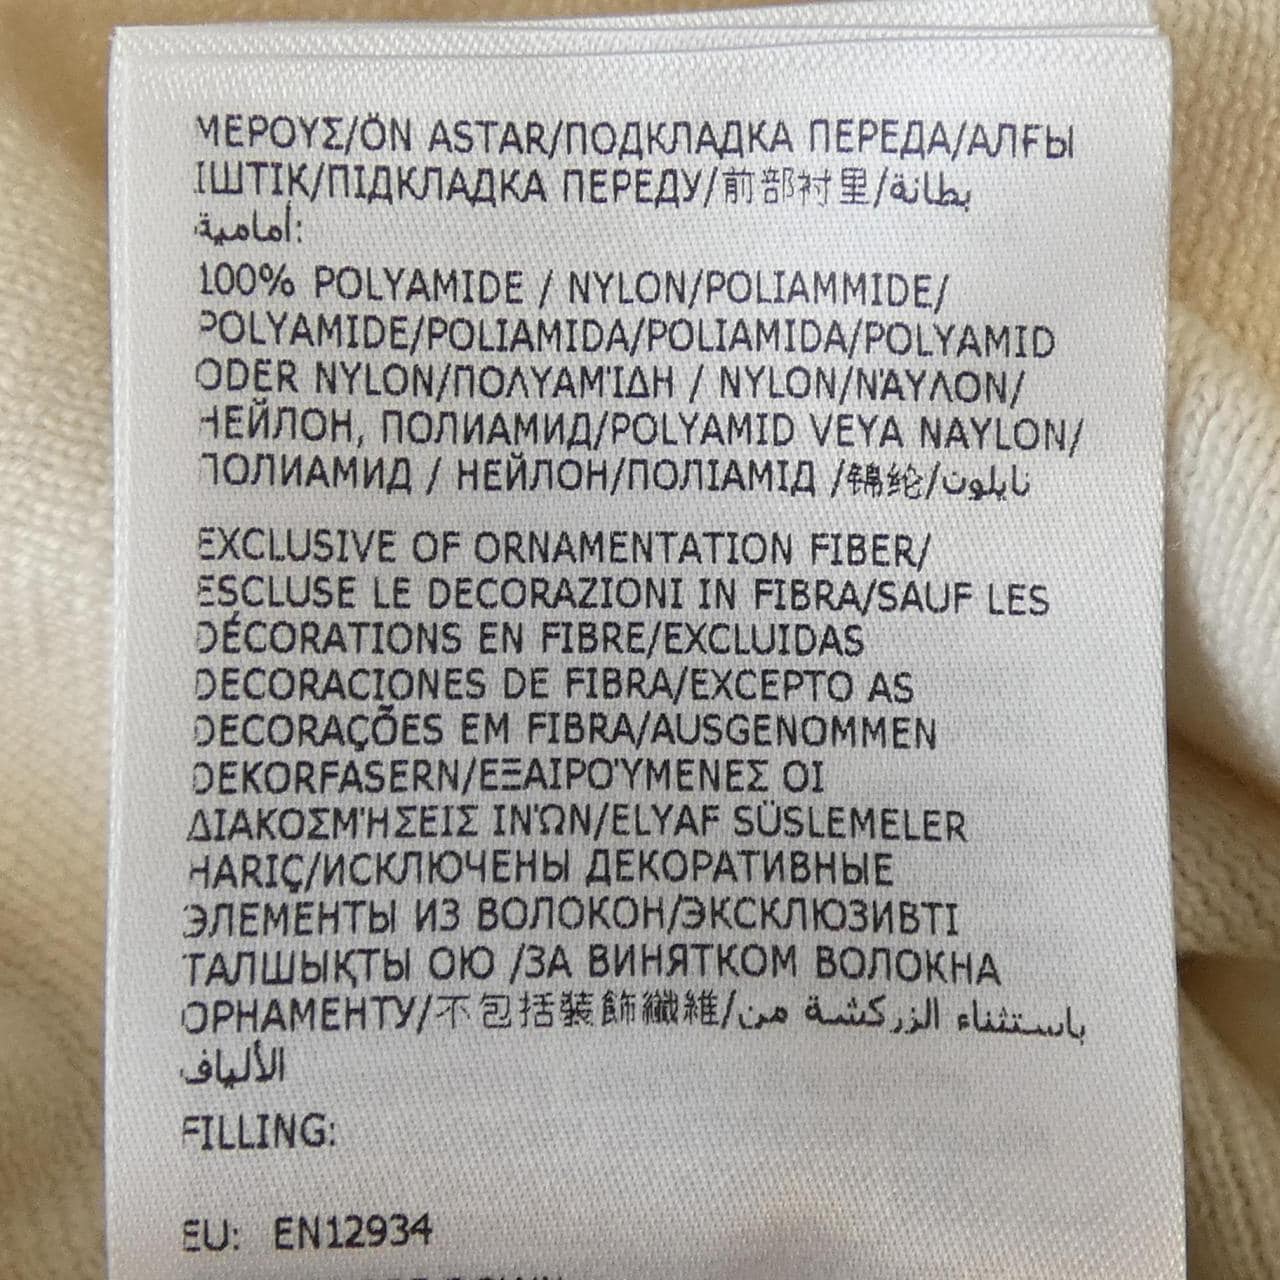 ΜΕΡΟΥΣ/ÖN ASTAR/ПОДКЛАДКА ПЕРЕДА/АЛҒЫ
ІШТІК/ПІДКЛАДКА ПЕРЕДУ/前部衬里/بطانة
أمامية:
100% POLYAMIDE / NYLON/POLIAMMIDE/
POLYAMIDE/POLIAMIDA/POLIAMIDA/POLYAMID
ODER NYLON/ΠΟΛΥΑΜΊΔΗ / NYLON/ΝΆΥΛΟΝ/
НЕЙЛОН, ПОЛИАМИД/POLYAMID VEYA NAYLON/
ПОЛИАМИД / НЕЙЛОН/ПОЛІАМІД /锦纶/نايلون
EXCLUSIVE OF ORNAMENTATION FIBER/
ESCLUSE LE DECORAZIONI IN FIBRA/SAUF LES
DÉCORATIONS EN FIBRE/EXCLUIDAS
DECORACIONES DE FIBRA/EXCEPTO AS
DECORAÇÕES EM FIBRA/AUSGENOMMEN
DEKORFASERN/ΕΞΑΙΡΟΎΜΕΝΕΣ ΟΙ
ΔΙΑΚΟΣΜΉΣΕΙΣ ΙΝΏΝ/ELYAF SÜSLEMELER
HARIÇ/ИСКЛЮЧЕНЫ ДЕКОРАТИВНЫЕ
ЭЛЕМЕНТЫ ИЗ ВОЛОКОН/ЭКСКЛЮЗИВТІ
ТАЛШЫҚТЫ ОЮ /ЗА ВИНЯТКОМ ВОЛОКНА
ОРНАМЕНТУ/不包括裝飾纖維/باستثناء الزركشة من
الألياف
FILLING:
EU: EN12934